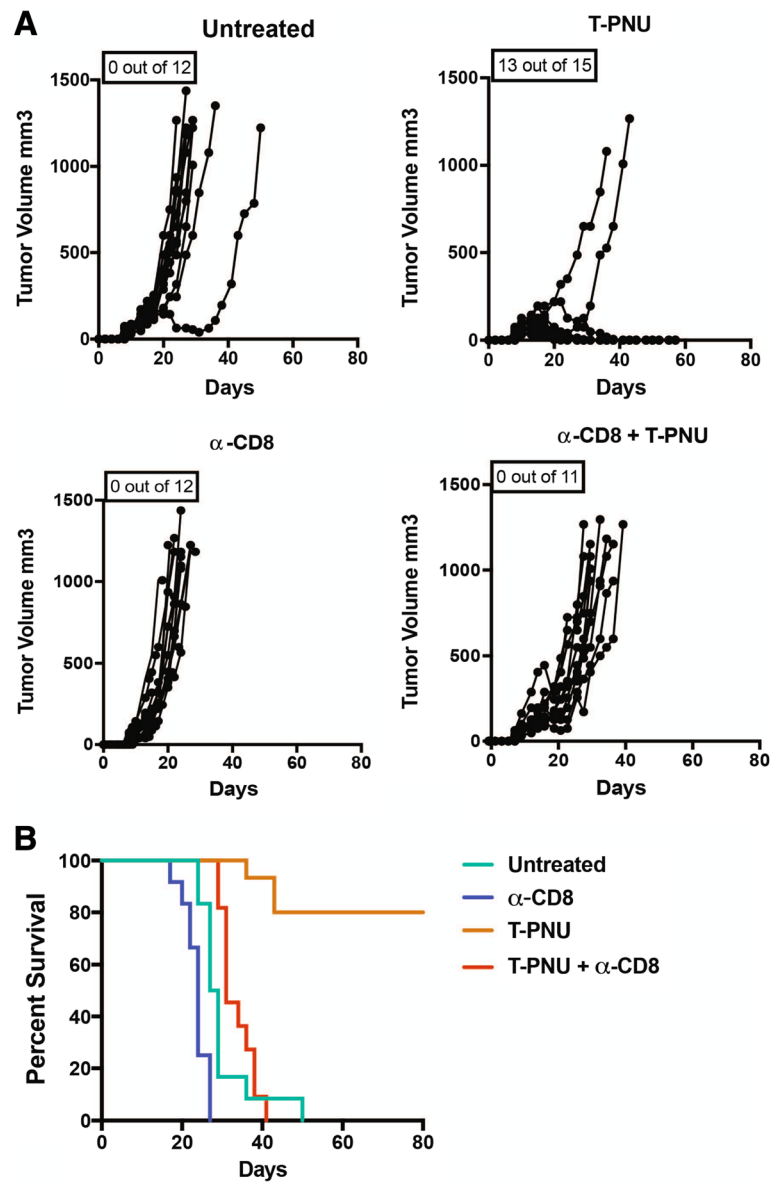 A
Untreated
T-PNU
0 out of 12
13 out of 15
1500
1000
500
0
Tumor Volume mm3
0 20 40 60 80
Days
1500
1000
500
0
Tumor Volume mm3
0 20 40 60 80
Days
α-CD8
α-CD8 + T-PNU
0 out of 12
0 out of 11
1500
1000
500
0
Tumor Volume mm3
0 20 40 60 80
Days
1500
1000
500
0
Tumor Volume mm3
0 20 40 60 80
Days
B
100
80
60
40
20
0
Percent Survival
0 20 40 60 80
Days
Untreated
α-CD8
T-PNU
T-PNU + α-CD8